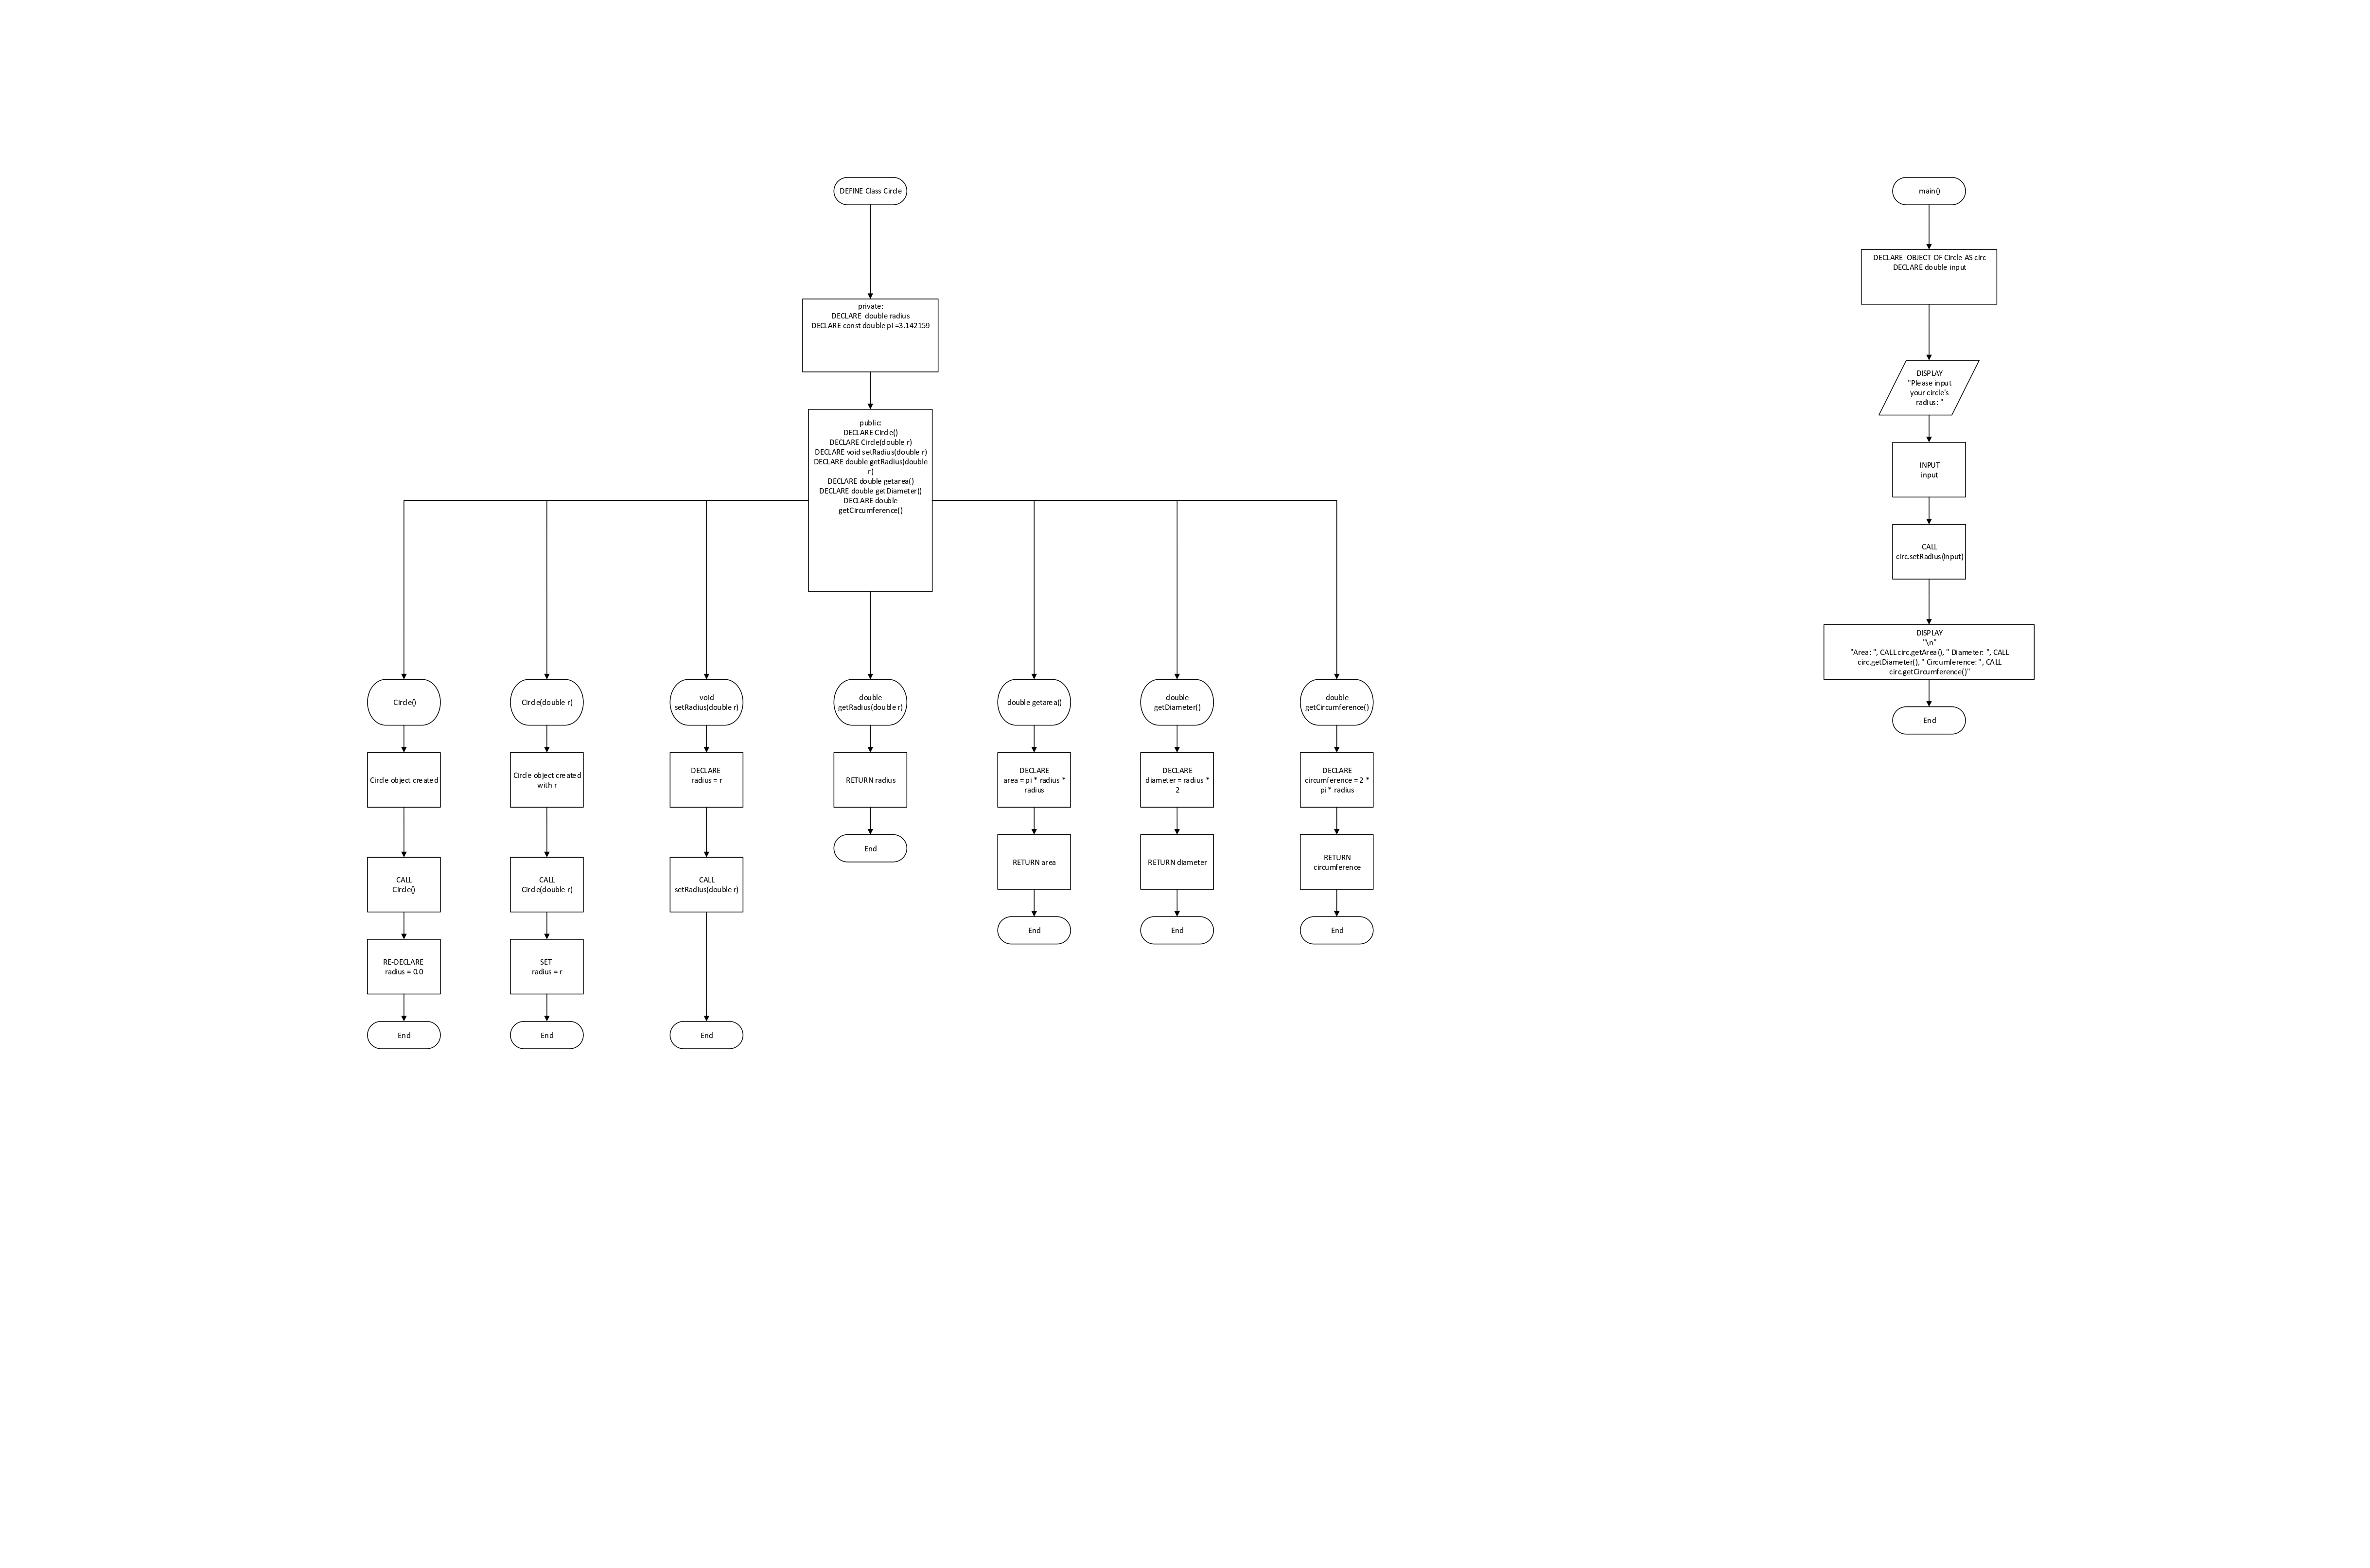 DEFINE Class Circle
private:
DECLARE  double radius
DECLARE const double pi =3.142159
public:
DECLARE Circle()
DECLARE Circle(double r)
DECLARE void setRadius(double r)
DECLARE double getRadius(double
r)
DECLARE double getarea()
DECLARE double getDiameter()
DECLARE double
getCircumference()
Circle()
Circle object created
CALL
Circle()
RE-DECLARE
radius = 0.0
End
Circle(double r)
Circle object created
with r
CALL
Circle(double r)
SET
radius = r
End
void
setRadius(double r)
DECLARE
radius = r
CALL
setRadius(double r)
End
double
getRadius(double r)
RETURN radius
End
double getarea()
DECLARE
area = pi * radius *
radius
RETURN area
End
double
getDiameter()
DECLARE
diameter = radius *
2
RETURN diameter
End
double
getCircumference()
DECLARE
circumference = 2 *
pi * radius
RETURN
circumference
End
main()
DECLARE  OBJECT OF Circle AS circ
DECLARE double input
DISPLAY
"Please input
your circle's
radius: "
INPUT
input
CALL
circ.setRadius(input)
DISPLAY
"\n"
"Area: ", CALL circ.getArea(), " Diameter: ", CALL
circ.getDiameter(), " Circumference: ", CALL
circ.getCircumference()"
End